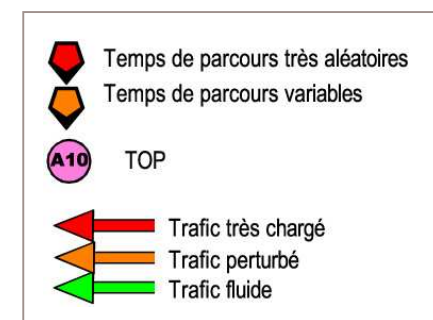 Temps de parcours très aléatoires
Temps de parcours variables
A10 TOP
Trafic très chargé
Trafic perturbé
Trafic fluide